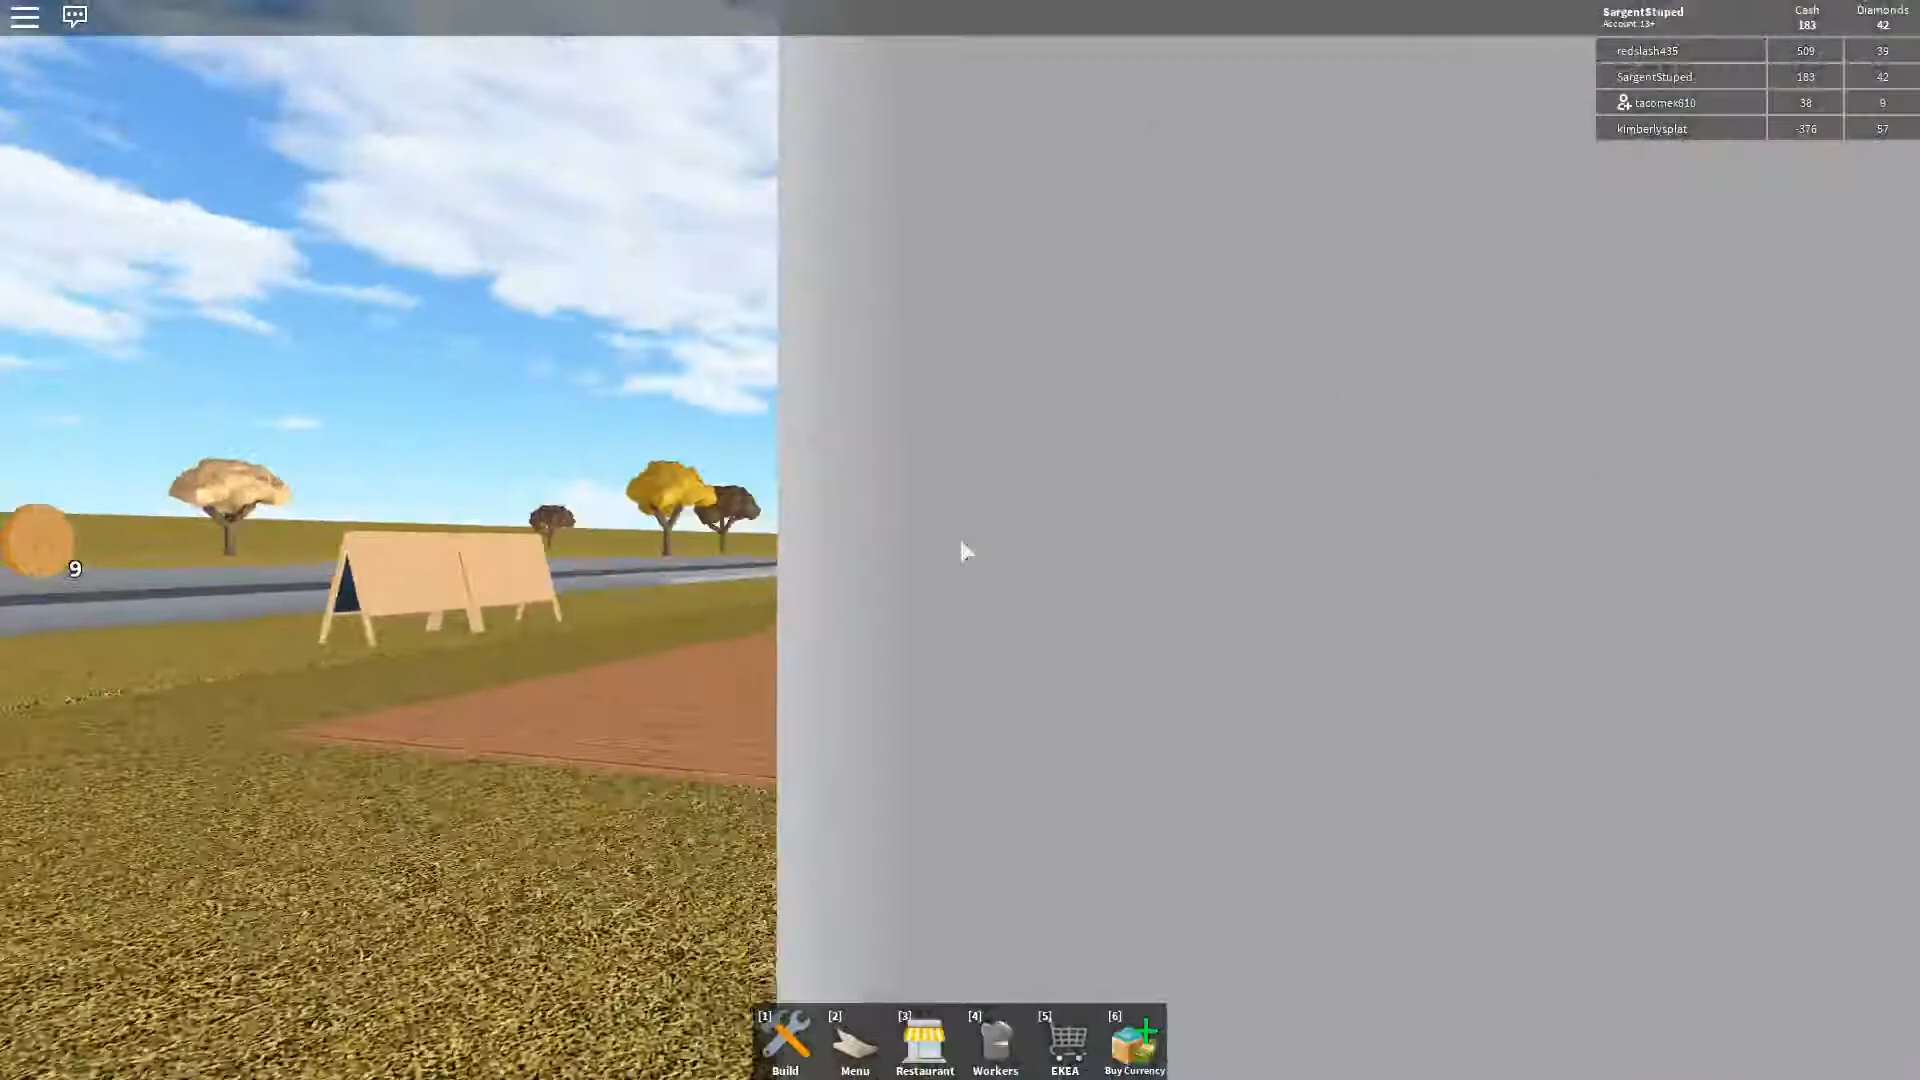 SargentStuped Cash Diamonds
Account: 13+ 183 42
redslash435 509 39
SargentStuped 183 42
tacomex610 38 9
kimberlysplat -376 57
9
[1] [2] [3] [4] [5] [6]
Build Menu Restaurant Workers EKEA Buy Currency